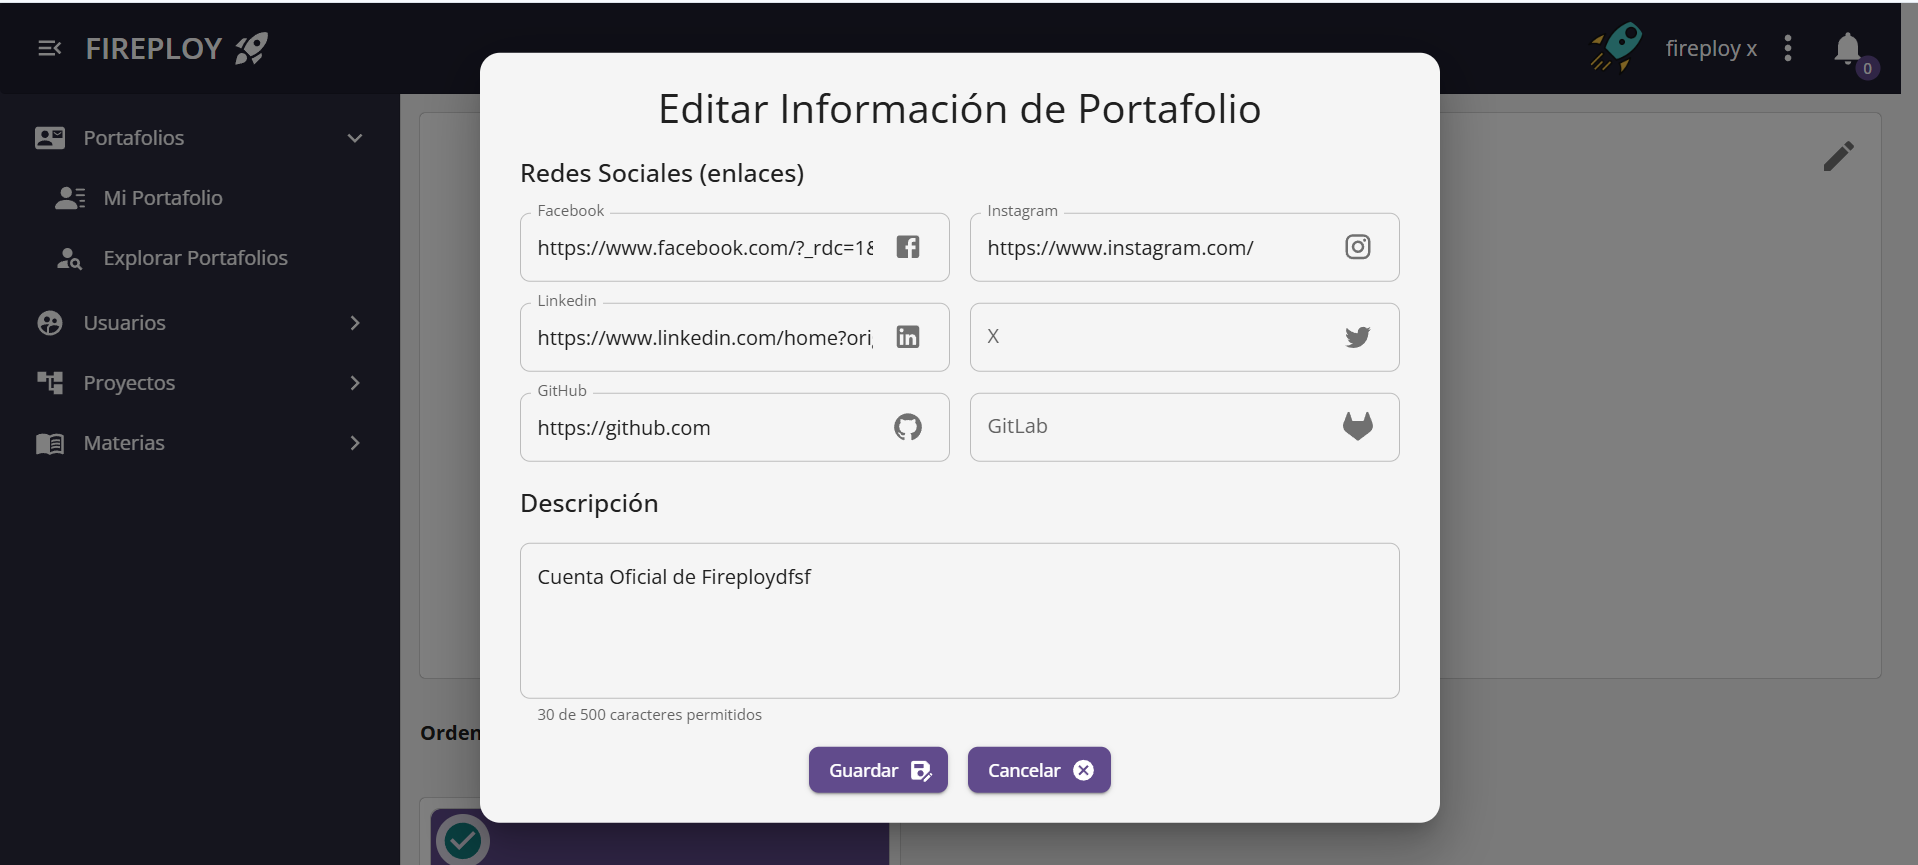 FIREPLOY
fireploy x
0
Portafolios
Mi Portafolio
Explorar Portafolios
Usuarios
Proyectos
Materias
Editar Información de Portafolio
Redes Sociales (enlaces)
Facebook
https://www.facebook.com/?_rdc=1&
Instagram
https://www.instagram.com/
Linkedin
https://www.linkedin.com/home?ori
X
GitHub
https://github.com
GitLab
Descripción
Cuenta Oficial de Fireploydfsf
30 de 500 caracteres permitidos
Orden
Guardar
Cancelar